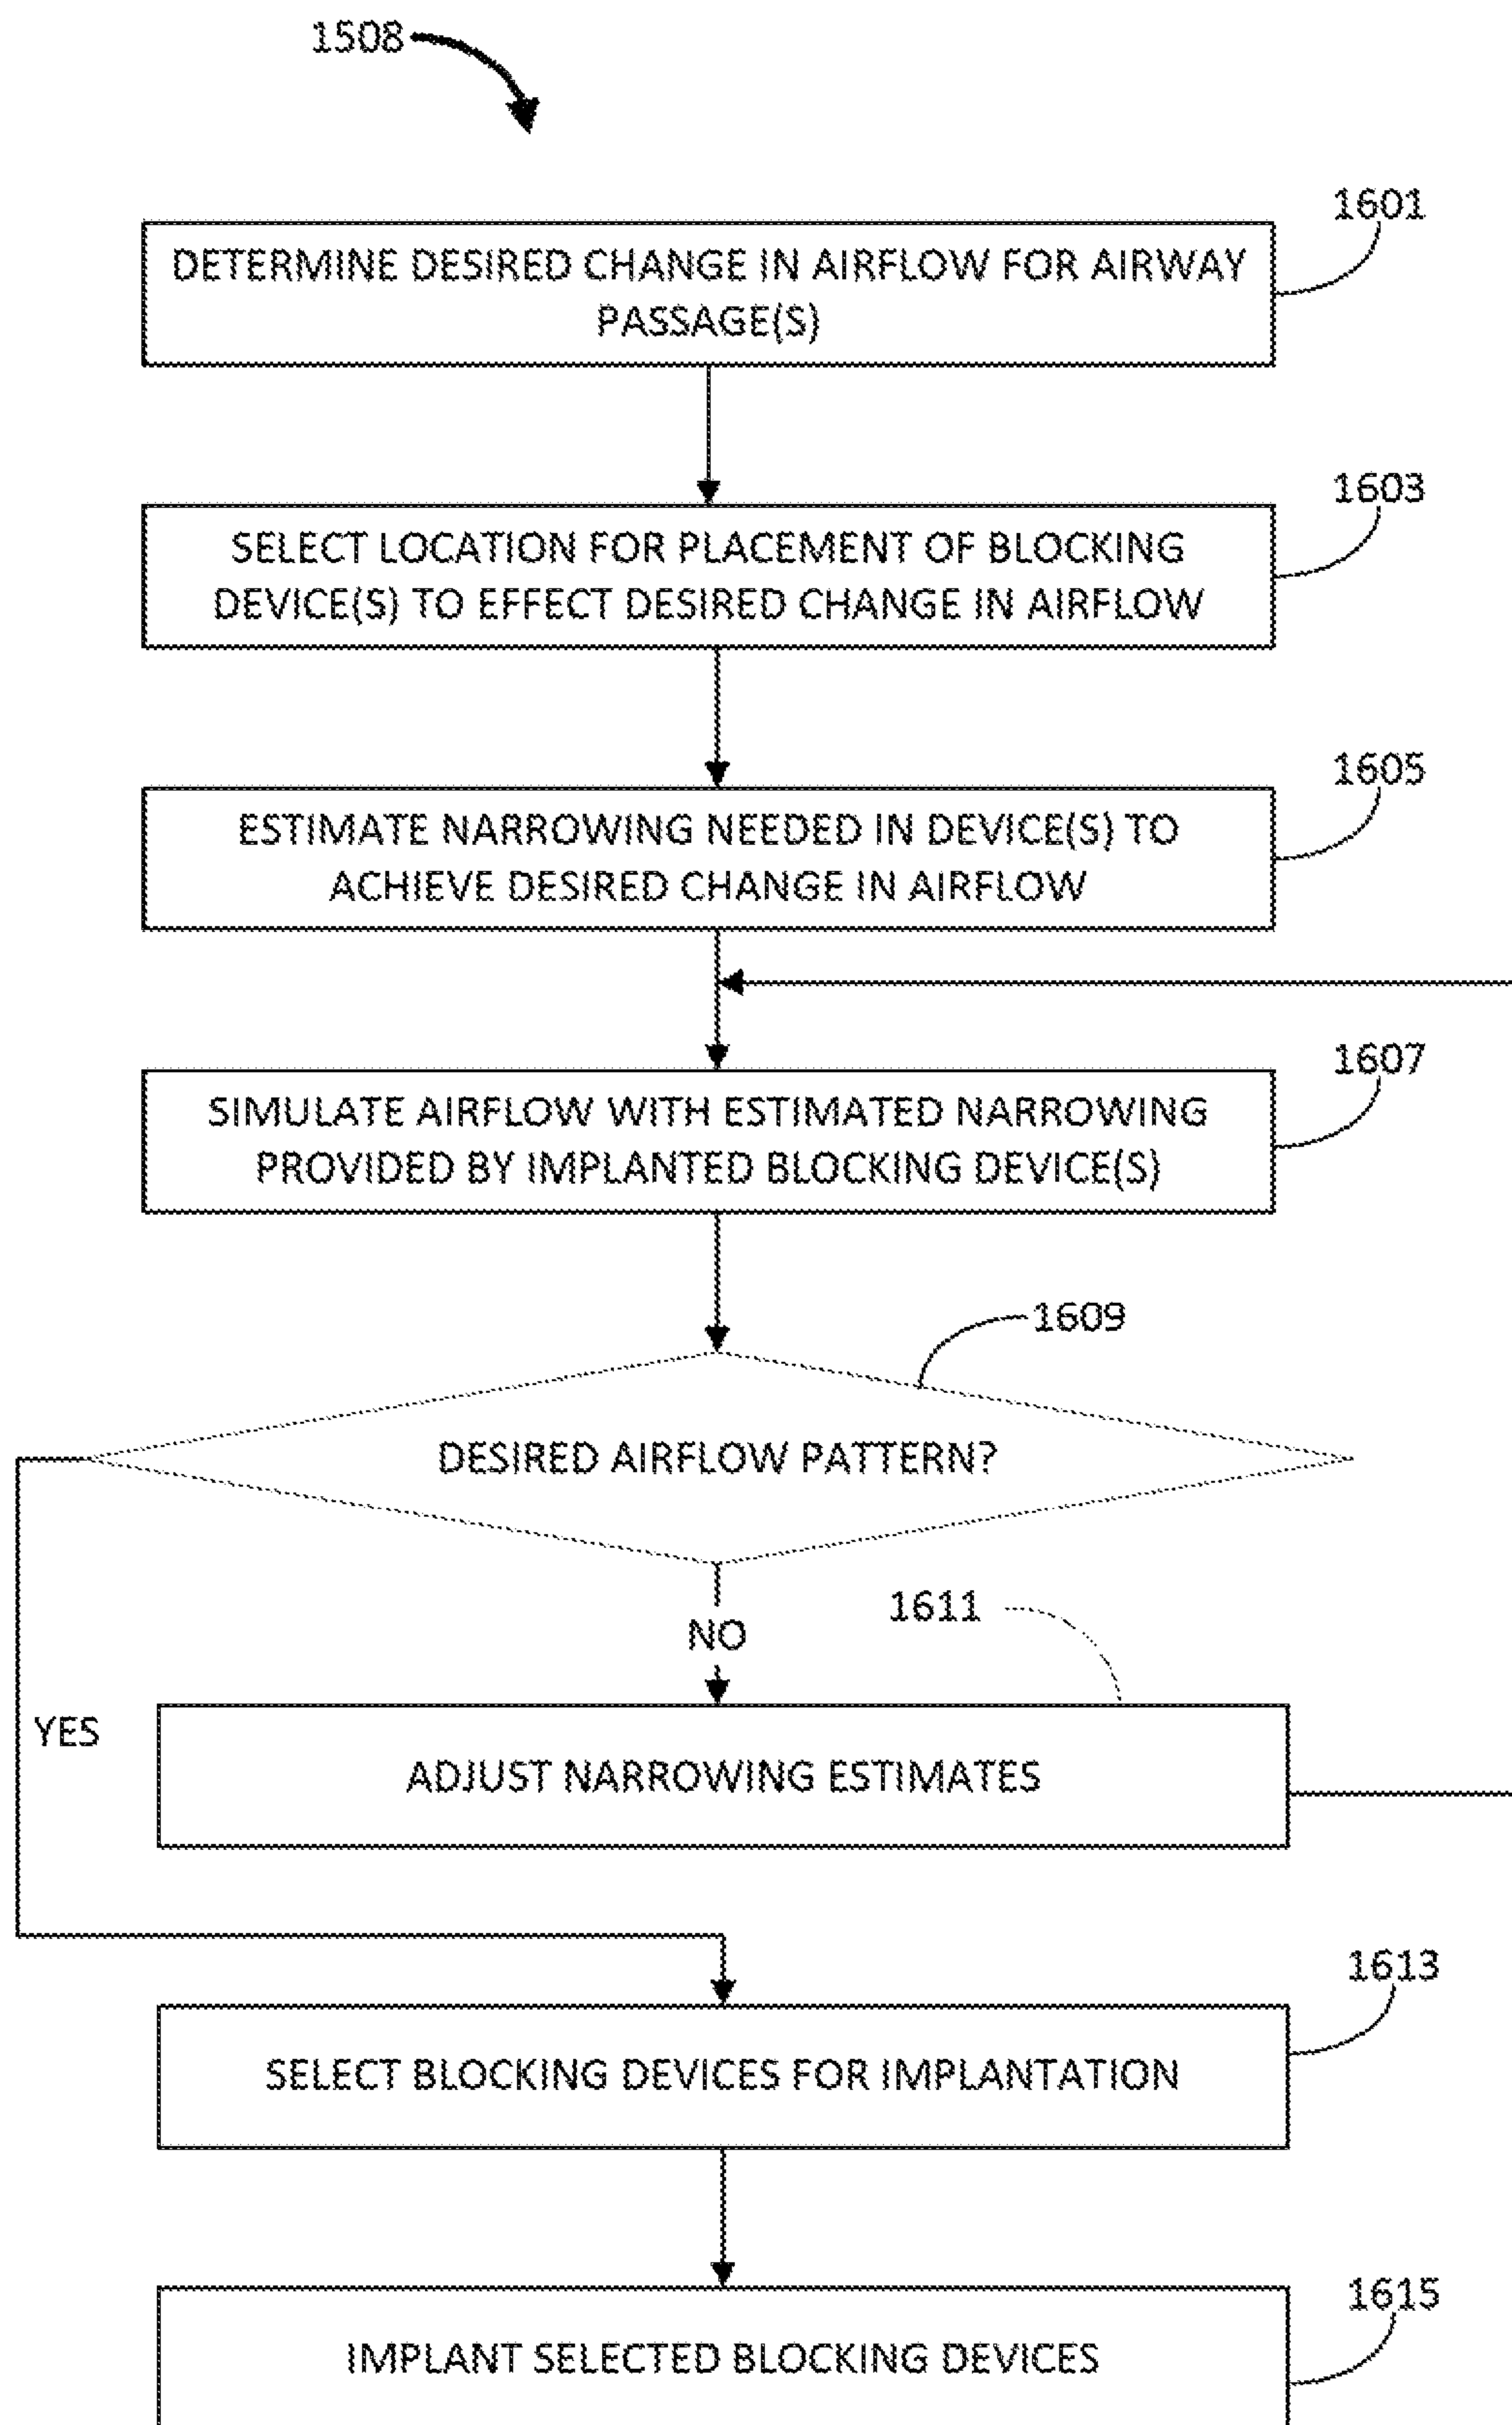 1508
1601
DETERMINE DESIRED CHANGE IN AIRFLOW FOR AIRWAY
PASSAGE(S)
1603
SELECT LOCATION FOR PLACEMENT OF BLOCKING
DEVICE(S) TO EFFECT DESIRED CHANGE IN AIRFLOW
1605
ESTIMATE NARROWING NEEDED IN DEVICE(S) TO
ACHIEVE DESIRED CHANGE IN AIRFLOW
1607
SIMULATE AIRFLOW WITH ESTIMATED NARROWING
PROVIDED BY IMPLANTED BLOCKING DEVICE(S)
1609
DESIRED AIRFLOW PATTERN?
1611
NO
YES
ADJUST NARROWING ESTIMATES
1613
SELECT BLOCKING DEVICES FOR IMPLANTATION
1615
IMPLANT SELECTED BLOCKING DEVICES